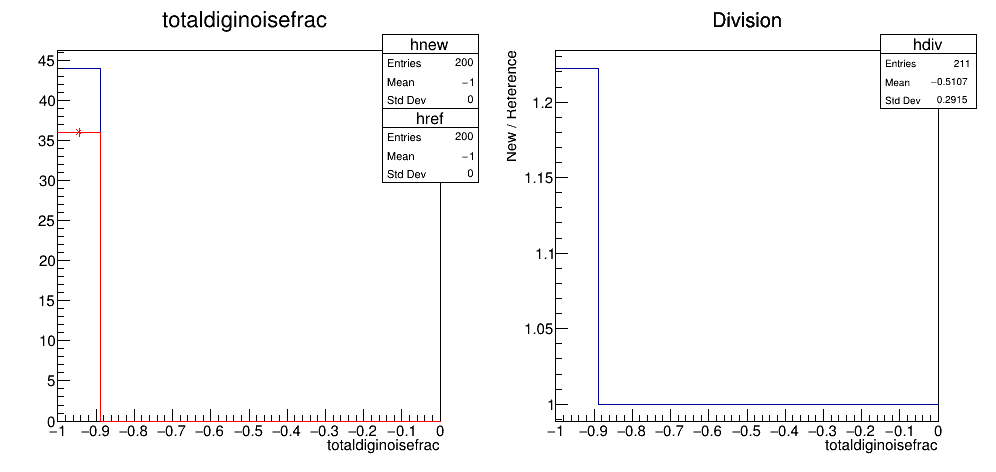 totaldiginoisefrac
hnew
Entries 200
Mean −1
Std Dev 0
href
Entries 200
Mean −1
Std Dev 0
45
40
35
30
25
20
15
10
5
0
−1 −0.9 −0.8 −0.7 −0.6 −0.5 −0.4 −0.3 −0.2 −0.1 0
totaldiginoisefrac
Division
hdiv
Entries 211
Mean −0.5107
Std Dev 0.2915
New / Reference
1.2
1.15
1.1
1.05
1
−1 −0.9 −0.8 −0.7 −0.6 −0.5 −0.4 −0.3 −0.2 −0.1 0
totaldiginoisefrac